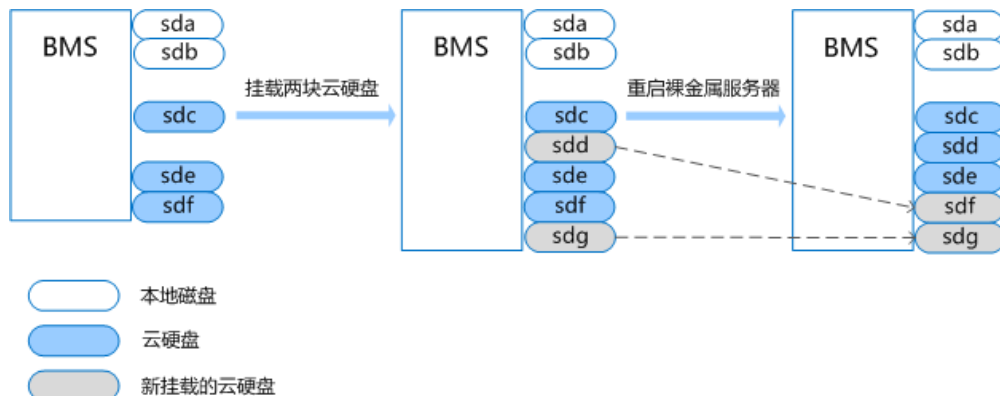 BMS
sda
sdb
sdc
sde
sdf
挂载两块云硬盘
BMS
sda
sdb
sdc
sdd
sde
sdf
sdg
重启裸金属服务器
BMS
sda
sdb
sdc
sdd
sde
sdf
sdg
本地磁盘
云硬盘
新挂载的云硬盘